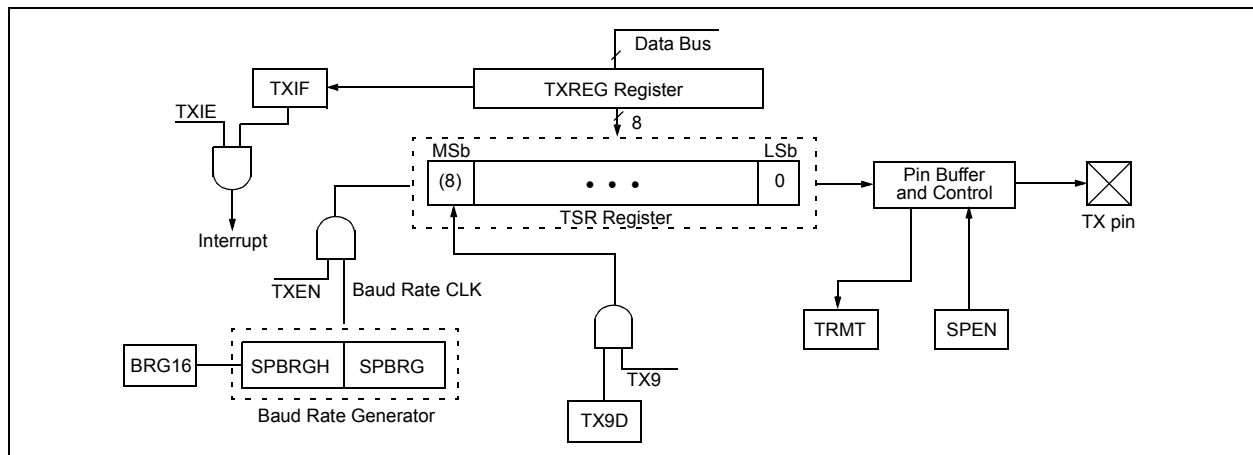 Data Bus
TXIF
TXREG Register
TXIE
8
MSb
LSb
(8)
• • •
0
Pin Buffer
and Control
TSR Register
TX pin
Interrupt
TXEN
Baud Rate CLK
TRMT
SPEN
BRG16
SPBRGH
SPBRG
TX9
Baud Rate Generator
TX9D